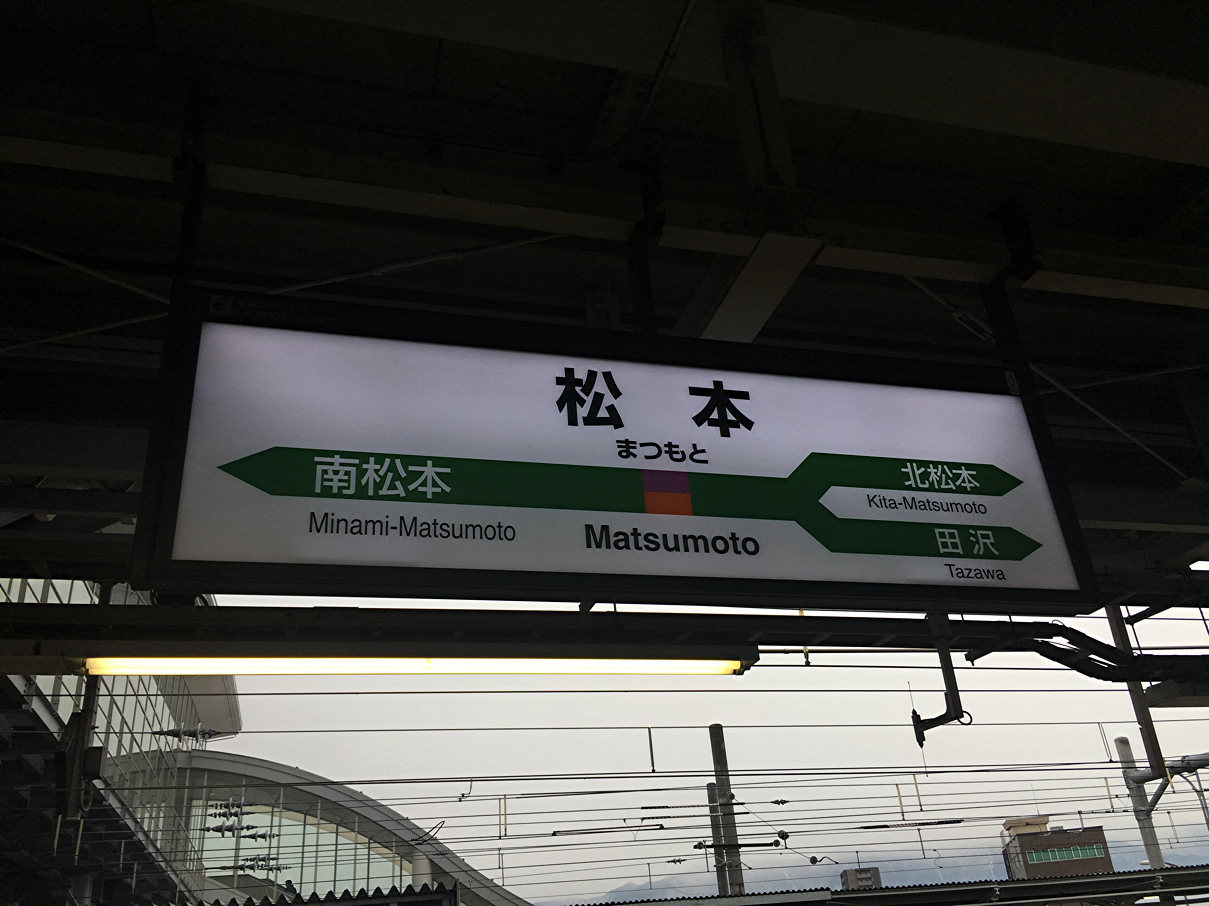 松本
まつもと
南松本
Minami-Matsumoto
Matsumoto
北松本
Kita-Matsumoto
田沢
Tazawa